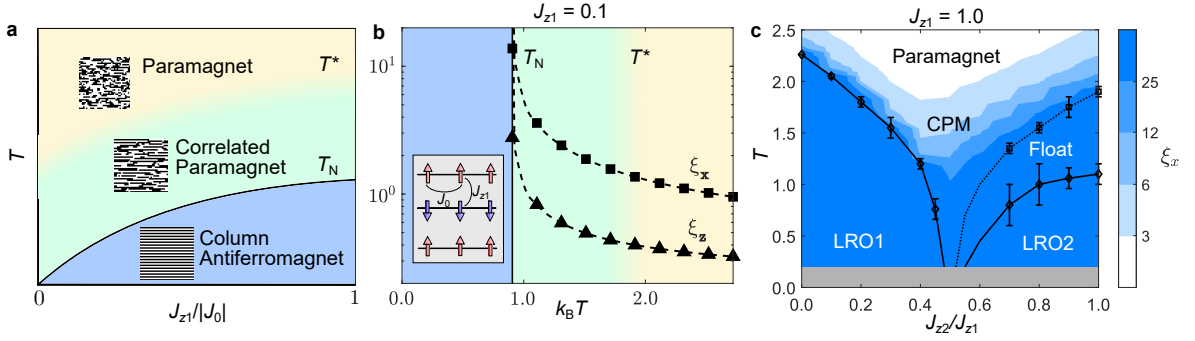 a
Paramagnet
T*
Correlated
Paramagnet
T_N
Column
Antiferromagnet
T
0
1
J_z1/|J_0|
b
J_z1 = 0.1
10^1
10^0
T_N
T*
ξ_x
ξ_z
J_0
J_z1
0.0
1.0
2.0
k_B T
c
J_z1 = 1.0
Paramagnet
CPM
Float
LRO1
LRO2
T
2.5
2.0
1.5
1.0
0.5
0.0
0.0 0.2 0.4 0.6 0.8 1.0
J_z2/J_z1
25
12
6
3
ξ_x